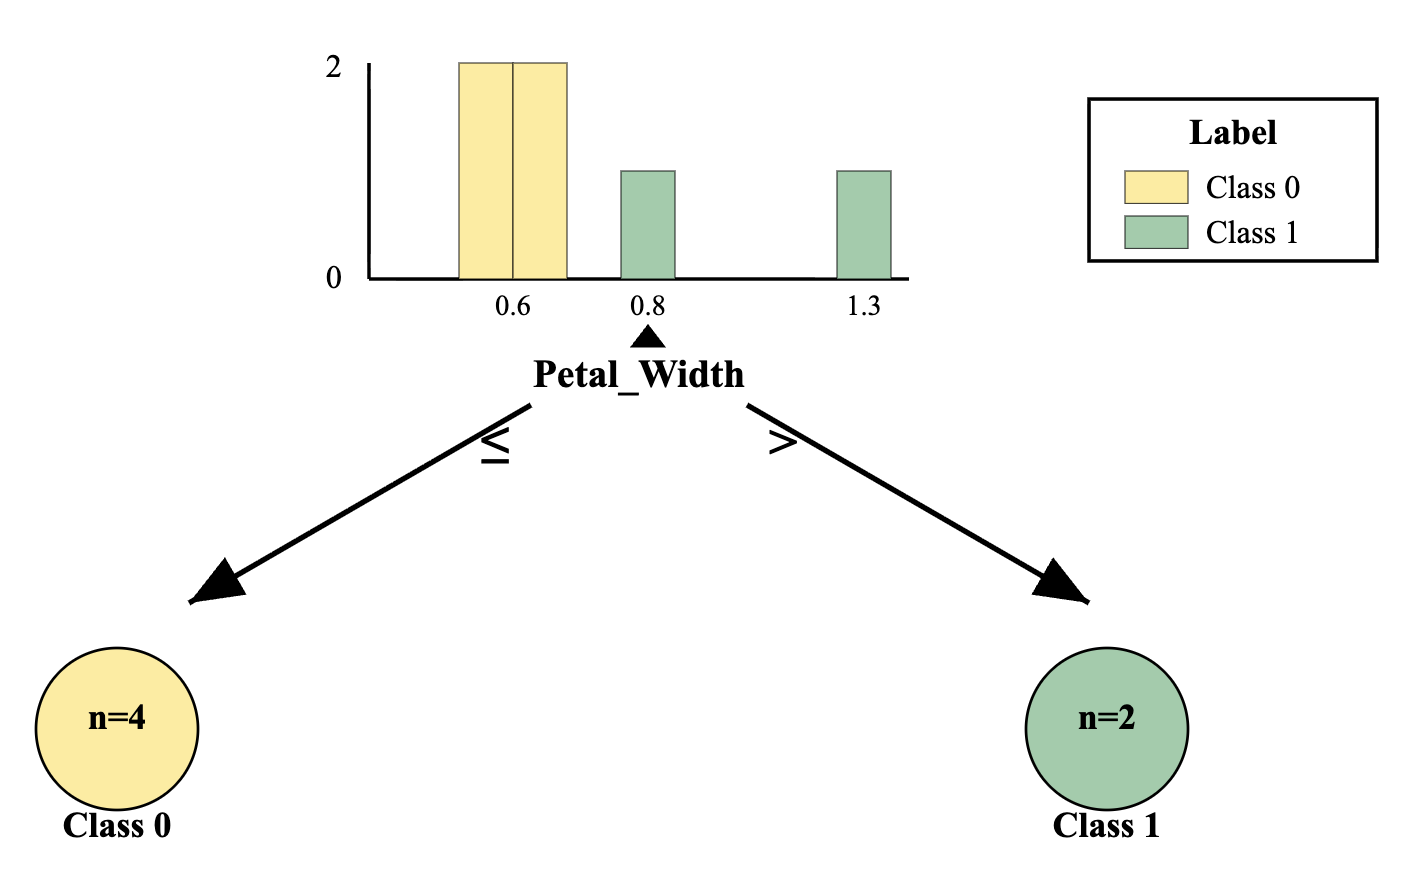 2
0
0.6 0.8 1.3
Petal_Width
≤ >
Label
Class 0
Class 1
n=4
Class 0
n=2
Class 1